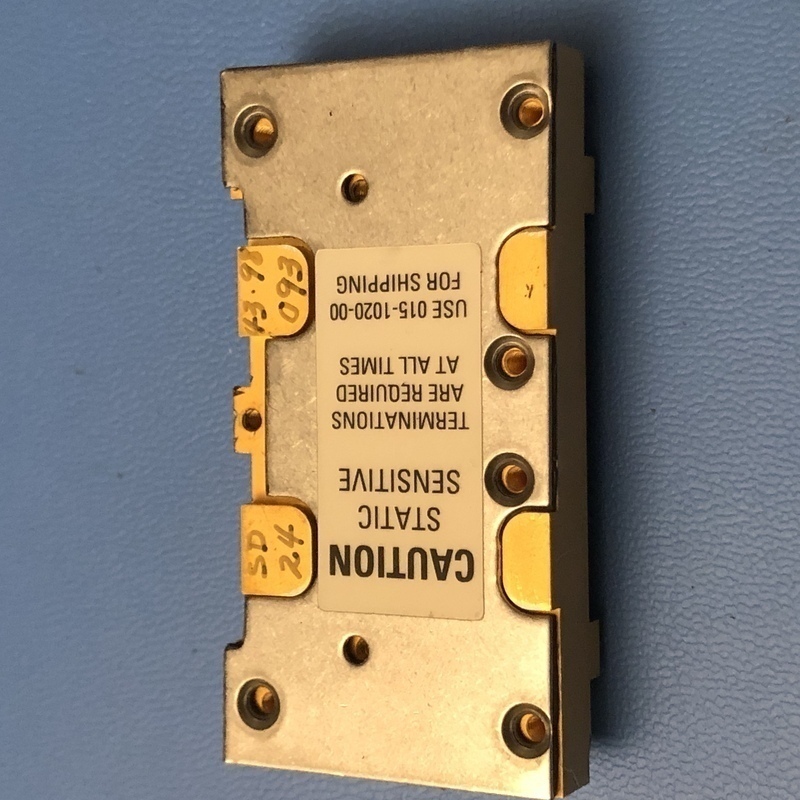 CAUTION
STATIC
SENSITIVE
TERMINATIONS
ARE REQUIRED
AT ALL TIMES
USE 015-1020-00
FOR SHIPPING
SD
24
43.93
093